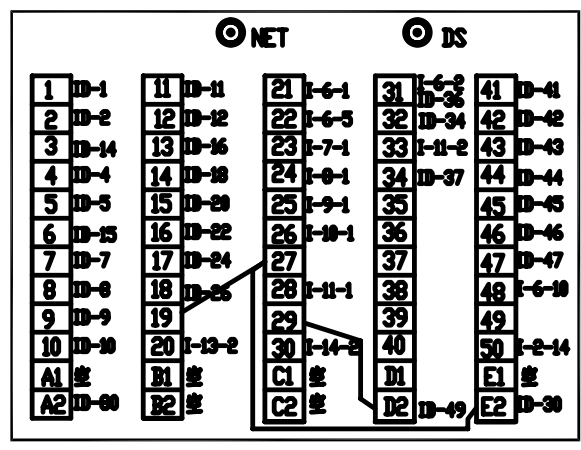 NET DS
1 ID-1 11 ID-11 21 I-6-1 31 I-6-2 ID-36 41 ID-41
2 ID-2 12 ID-12 22 I-6-5 32 ID-34 42 ID-42
3 ID-14 13 ID-16 23 I-7-1 33 I-11-2 43 ID-43
4 ID-4 14 ID-18 24 I-8-1 34 ID-37 44 ID-44
5 ID-5 15 ID-20 25 I-9-1 35 45 ID-45
6 ID-15 16 ID-22 26 I-10-1 36 46 ID-46
7 ID-7 17 ID-24 27 37 47 ID-47
8 ID-8 18 ID-26 28 I-11-1 38 48 I-6-10
9 ID-9 19 29 39 49
10 ID-10 20 I-13-2 30 I-14-2 40 50 I-2-14
A1 空 B1 空 C1 空 D1 E1 空
A2 B2 空 C2 空 D2 ID-49 E2 ID-30